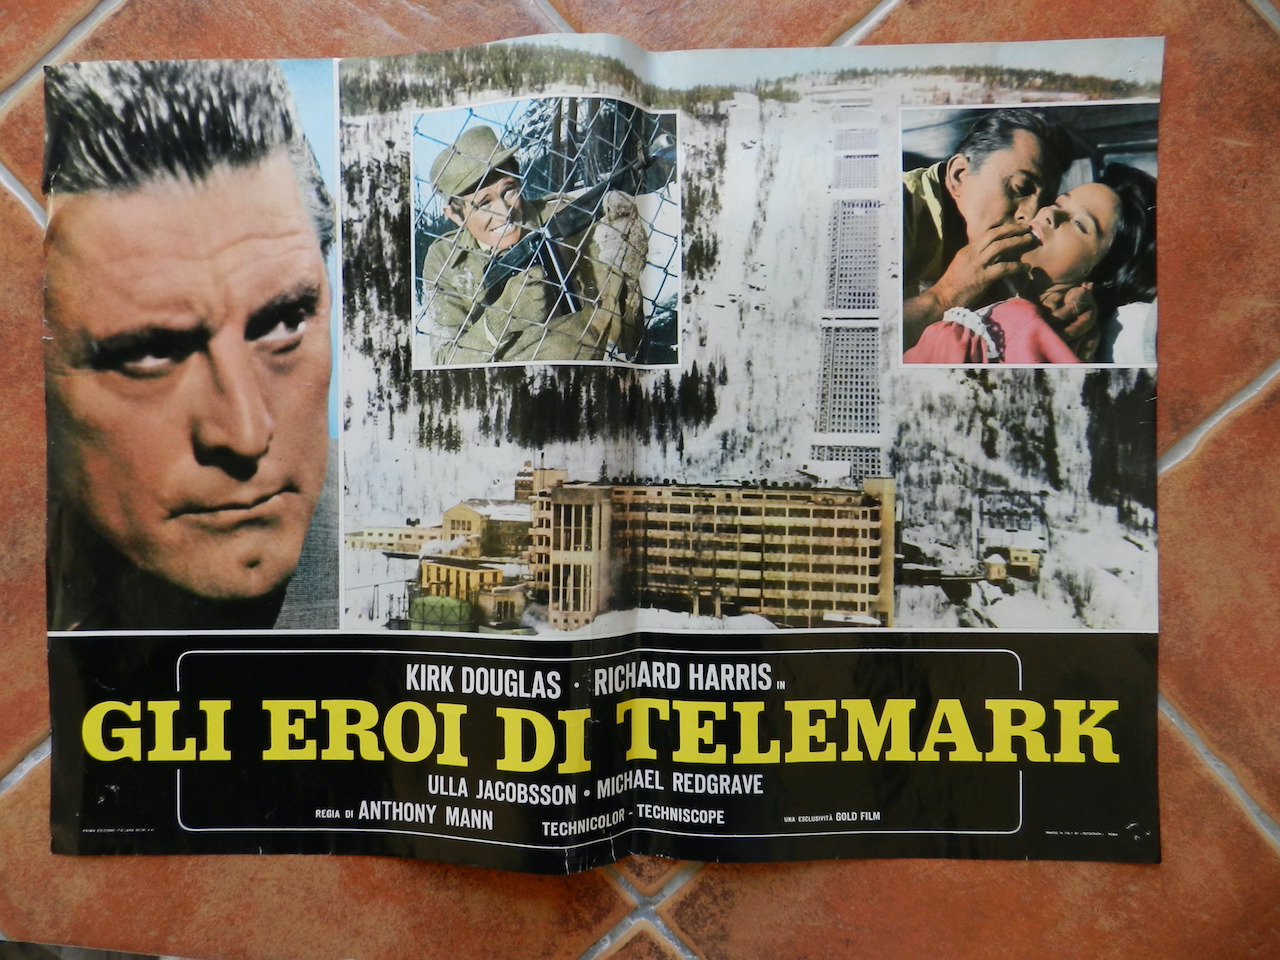 KIRK DOUGLAS · RICHARD HARRIS IN
GLI EROI DI TELEMARK
ULLA JACOBSSON · MICHAEL REDGRAVE
REGIA DI ANTHONY MANN TECHNICOLOR - TECHNISCOPE UNA ESCLUSIVITÀ GOLD FILM